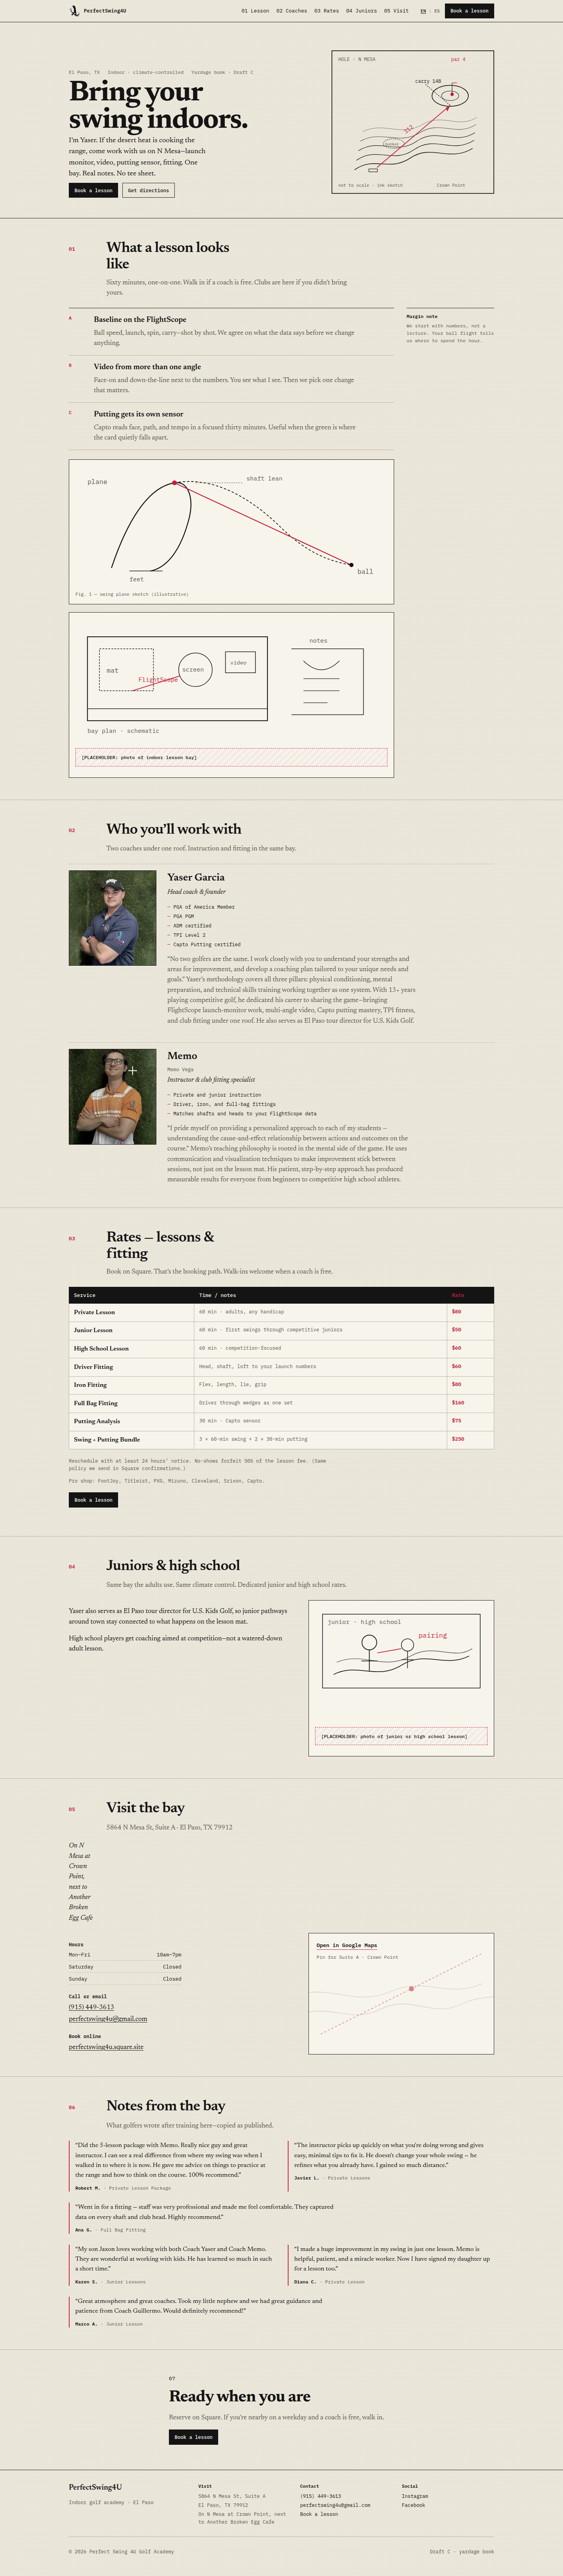 PerfectSwing4U
01 Lesson 02 Coaches 03 Rates 04 Juniors 05 Visit
EN ES
Book a lesson
El Paso, TX Indoor · climate-controlled Yardage book · Draft C
Bring your
swing indoors.
I'm Yaser. If the desert heat is cooking the
range, come work with us on N Mesa—launch
monitor, video, putting sensor, fitting. One
bay. Real notes. No tee sheet.
Book a lesson
Get directions
HOLE · N MESA
par 4
carry 148
312
bunker
not to scale · ink sketch
Crown Point
01
What a lesson looks
like
Sixty minutes, one-on-one. Walk in if a coach is free. Clubs are here if you didn't bring
yours.
A
Baseline on the FlightScope
Ball speed, launch, spin, carry—shot by shot. We agree on what the data says before we change
anything.
B
Video from more than one angle
Face-on and down-the-line next to the numbers. You see what I see. Then we pick one change
that matters.
C
Putting gets its own sensor
Capto reads face, path, and tempo in a focused thirty minutes. Useful when the green is where
the card quietly falls apart.
Margin note
We start with numbers, not a
lecture. Your ball flight tells
us where to spend the hour.
plane
shaft lean
feet
ball
Fig. 1 — swing plane sketch (illustrative)
mat
FlightScope
screen
video
notes
bay plan · schematic
[PLACEHOLDER: photo of indoor lesson bay]
02
Who you'll work with
Two coaches under one roof. Instruction and fitting in the same bay.
Yaser Garcia
Head coach & founder
— PGA of America Member
— PGA PGM
— ADM certified
— TPI Level 2
— Capto Putting certified
"No two golfers are the same. I work closely with you to understand your strengths and
areas for improvement, and develop a coaching plan tailored to your unique needs and
goals." Yaser's methodology covers all three pillars: physical conditioning, mental
preparation, and technical skills training working together as one system. With 13+ years
playing competitive golf, he dedicated his career to sharing the game—bringing
FlightScope launch-monitor work, multi-angle video, Capto putting mastery, TPI fitness,
and club fitting under one roof. He also serves as El Paso tour director for U.S. Kids Golf.
Memo
Memo Vega
Instructor & club fitting specialist
— Private and junior instruction
— Driver, iron, and full-bag fittings
— Matches shafts and heads to your FlightScope data
"I pride myself on providing a personalized approach to each of my students —
understanding the cause-and-effect relationship between actions and outcomes on the
course." Memo's teaching philosophy is rooted in the mental side of the game. He uses
communication and visualization techniques to make improvement stick between
sessions, not just on the lesson mat. His patient, step-by-step approach has produced
measurable results for everyone from beginners to competitive high school athletes.
03
Rates — lessons &
fitting
Book on Square. That's the booking path. Walk-ins welcome when a coach is free.
Service Time / notes Rate
Private Lesson 60 min · adults, any handicap $80
Junior Lesson 60 min · first swings through competitive juniors $50
High School Lesson 60 min · competition-focused $60
Driver Fitting Head, shaft, loft to your launch numbers $60
Iron Fitting Flex, length, lie, grip $80
Full Bag Fitting Driver through wedges as one set $160
Putting Analysis 30 min · Capto sensor $75
Swing + Putting Bundle 3 × 60-min swing + 2 × 30-min putting $250
Reschedule with at least 24 hours' notice. No-shows forfeit 50% of the lesson fee. (Same
policy we send in Square confirmations.)
Pro shop: FootJoy, Titleist, PXG, Mizuno, Cleveland, Srixon, Capto.
Book a lesson
04
Juniors & high school
Same bay the adults use. Same climate control. Dedicated junior and high school rates.
Yaser also serves as El Paso tour director for U.S. Kids Golf, so junior pathways
around town stay connected to what happens on the lesson mat.
High school players get coaching aimed at competition—not a watered-down
adult lesson.
junior · high school
pairing
[PLACEHOLDER: photo of junior or high school lesson]
05
Visit the bay
5864 N Mesa St, Suite A · El Paso, TX 79912
On N
Mesa at
Crown
Point,
next to
Another
Broken
Egg Cafe
Hours
Mon–Fri 10am–7pm
Saturday Closed
Sunday Closed
Call or email
(915) 449-3613
perfectswing4u@gmail.com
Book online
perfectswing4u.square.site
Open in Google Maps
Pin for Suite A · Crown Point
06
Notes from the bay
What golfers wrote after training here—copied as published.
"Did the 5-lesson package with Memo. Really nice guy and great
instructor. I can see a real difference from where my swing was when I
walked in to where it is now. He gave me advice on things to practice at
the range and how to think on the course. 100% recommend."
Robert M. · Private Lesson Package
"The instructor picks up quickly on what you're doing wrong and gives
easy, minimal tips to fix it. He doesn't change your whole swing — he
refines what you already have. I gained so much distance."
Javier L. · Private Lessons
"Went in for a fitting — staff was very professional and made me feel comfortable. They captured
data on every shaft and club head. Highly recommend."
Ana G. · Full Bag Fitting
"My son Jaxon loves working with both Coach Yaser and Coach Memo.
They are wonderful at working with kids. He has learned so much in such
a short time."
Karen S. · Junior Lessons
"I made a huge improvement in my swing in just one lesson. Memo is
helpful, patient, and a miracle worker. Now I have signed my daughter up
for a lesson too."
Diana C. · Private Lesson
"Great atmosphere and great coaches. Took my little nephew and we had great guidance and
patience from Coach Guillermo. Would definitely recommend!"
Marco A. · Junior Lesson
07
Ready when you are
Reserve on Square. If you're nearby on a weekday and a coach is free, walk in.
Book a lesson
PerfectSwing4U
Indoor golf academy · El Paso
Visit
5864 N Mesa St, Suite A
El Paso, TX 79912
On N Mesa at Crown Point, next
to Another Broken Egg Cafe
Contact
(915) 449-3613
perfectswing4u@gmail.com
Book a lesson
Social
Instagram
Facebook
© 2026 Perfect Swing 4U Golf Academy
Draft C · yardage book